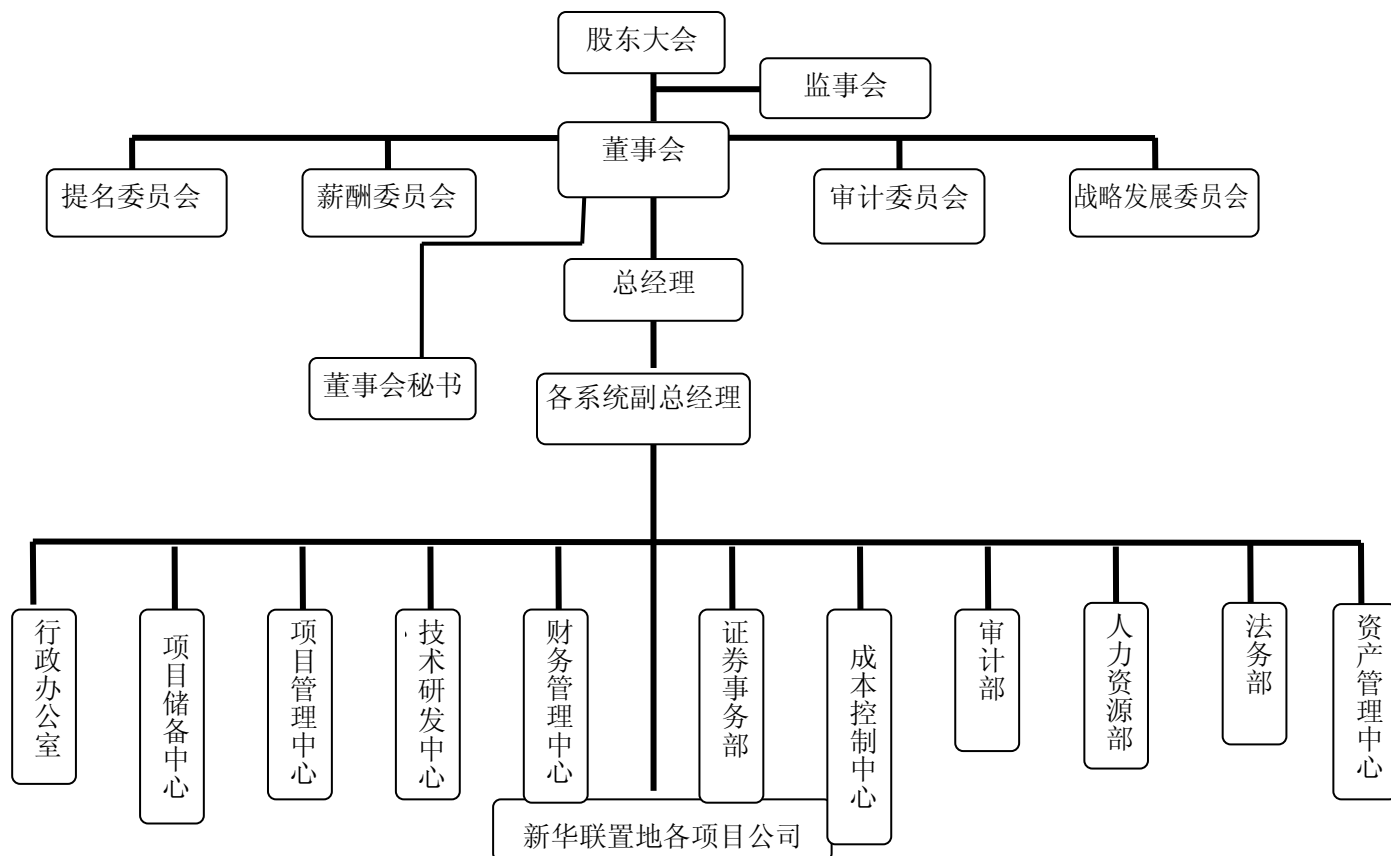 股东大会
监事会
董事会
提名委员会
薪酬委员会
审计委员会
战略发展委员会
总经理
董事会秘书
各系统副总经理
行政办公室
项目储备中心
项目管理中心
技术研发中心
财务管理中心
证券事务部
成本控制中心
审计部
人力资源部
法务部
资产管理中心
新华联置地各项目公司